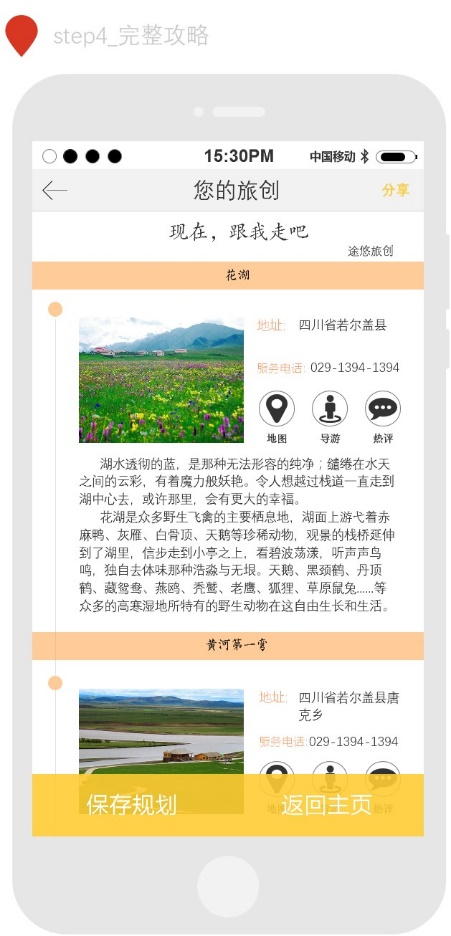 step4_完整攻略
15:30PM 中国移动
您的旅创 分享
现在，跟我走吧
途悠旅创
花湖
地址: 四川省若尔盖县
服务电话: 029-1394-1394
地图 导游 热评
湖水透彻的蓝，是那种无法形容的纯净；缱绻在水天
之间的云彩，有着魔力般妖艳。令人想越过栈道一直走到
湖中心去，或许那里，会有更大的幸福。
花湖是众多野生飞禽的主要栖息地，湖面上游弋着赤
麻鸭、灰雁、白骨顶、天鹅等珍稀动物，观景的栈桥延伸
到了湖里，信步走到小亭之上，看碧波荡漾，听声声鸟
鸣，独自去体味那种浩淼与无垠。天鹅、黑颈鹤、丹顶
鹤、藏鸳鸯、燕鸥、秃鹫、老鹰、狐狸、草原鼠兔......等
众多的高寒湿地所特有的野生动物在这自由生长和生活。
黄河第一弯
地址: 四川省若尔盖县唐
克乡
服务电话: 029-1394-1394
保存规划 返回主页